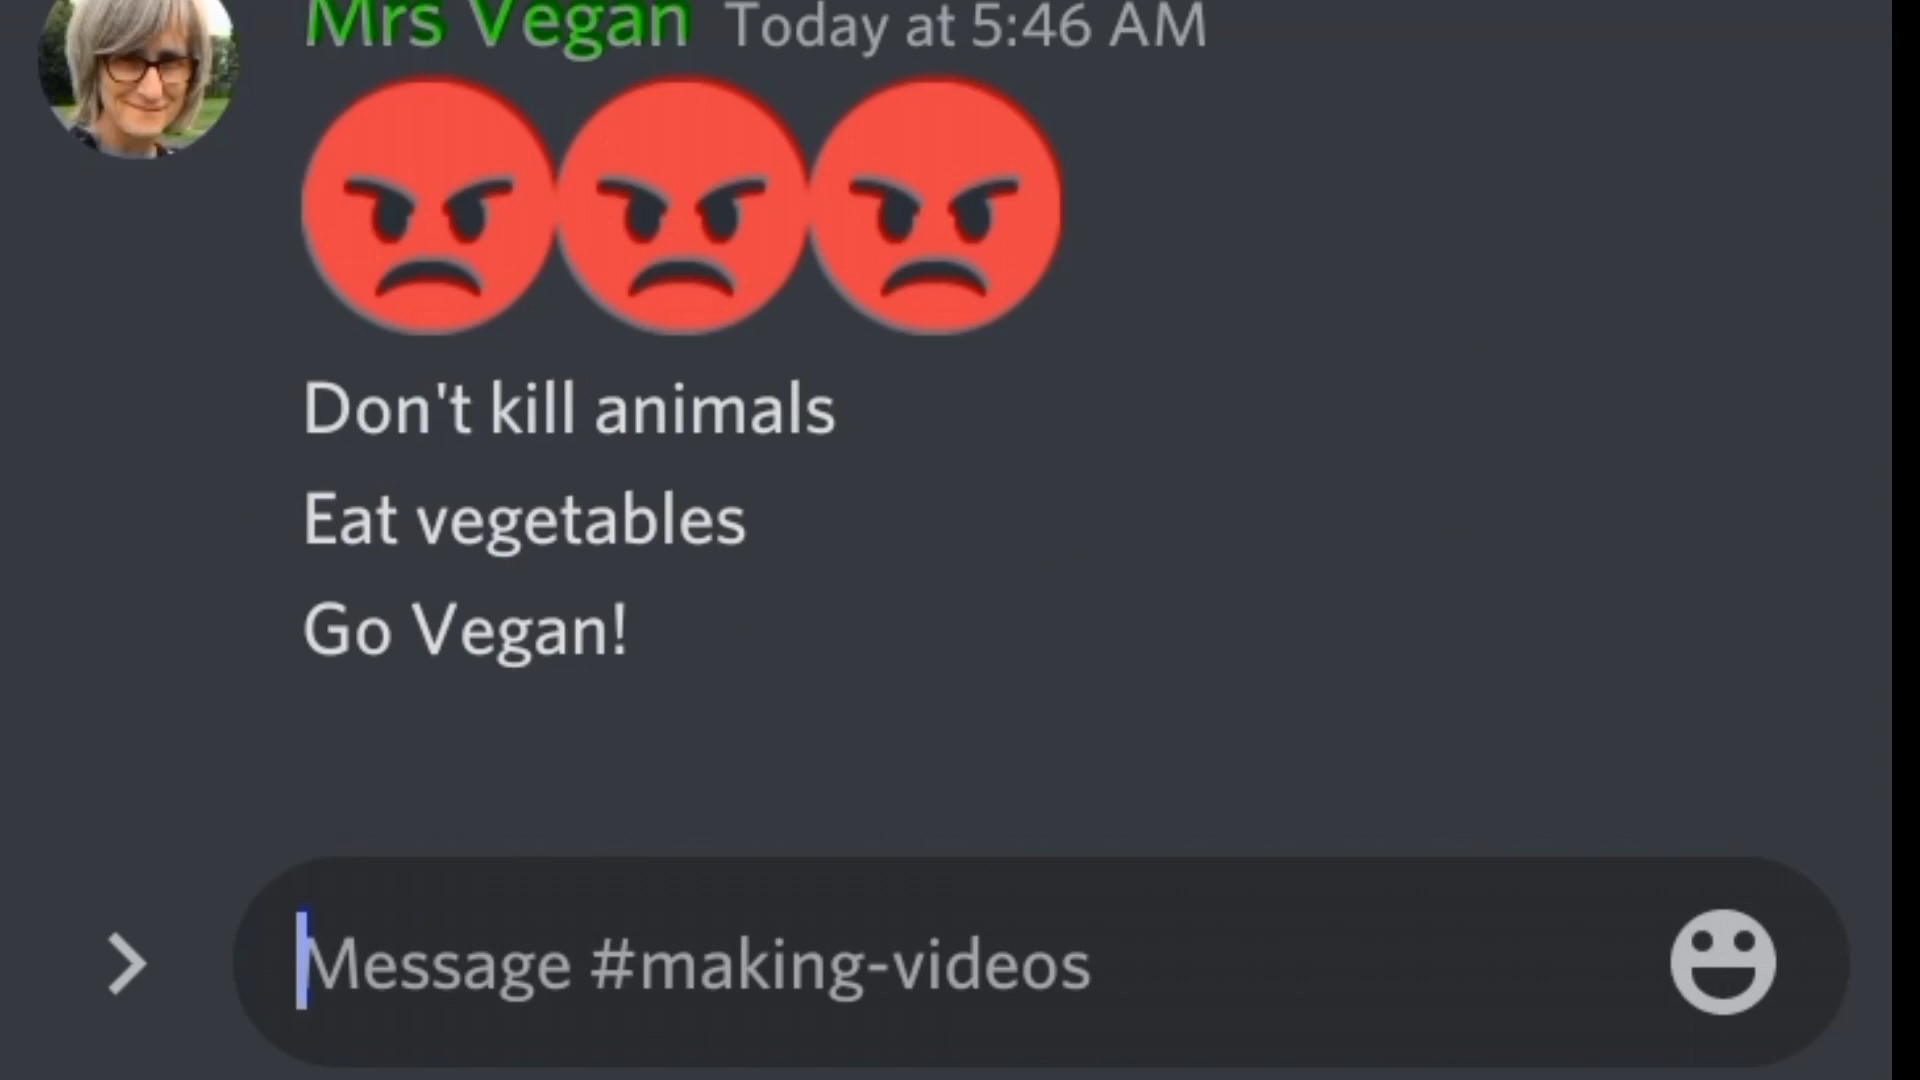 Mrs Vegan Today at 5:46 AM
Don't kill animals
Eat vegetables
Go Vegan!
Message #making-videos